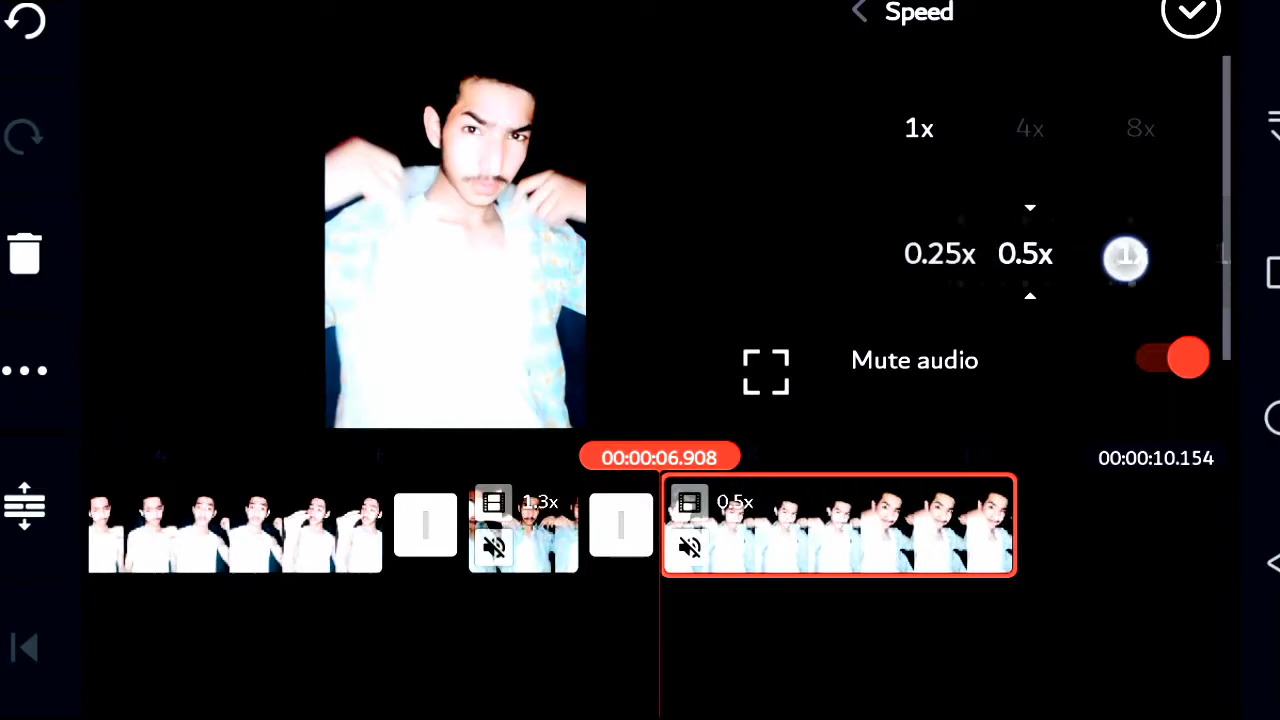 Speed
1x 4x 8x
0.25x 0.5x 1x
Mute audio
00:00:06.908
00:00:10.154
1.3x
0.5x